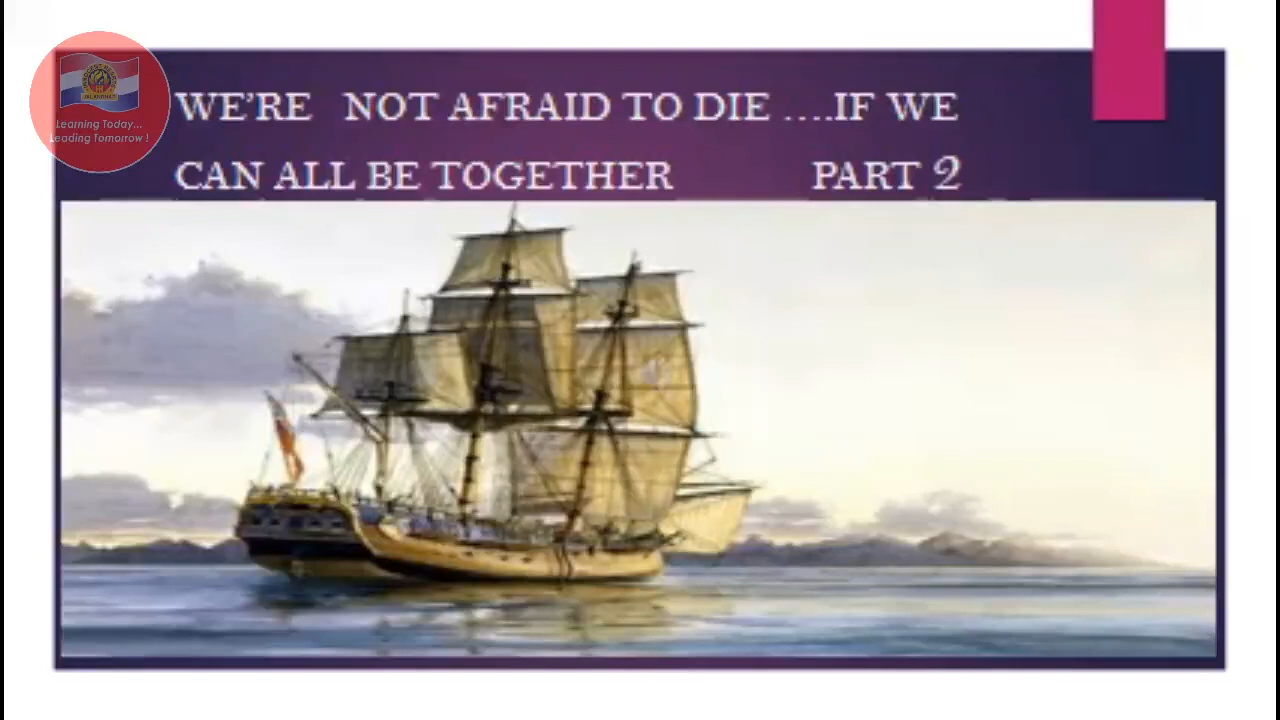 WE'RE NOT AFRAID TO DIE ....IF WE
CAN ALL BE TOGETHER PART 2
Learning Today...
Leading Tomorrow !